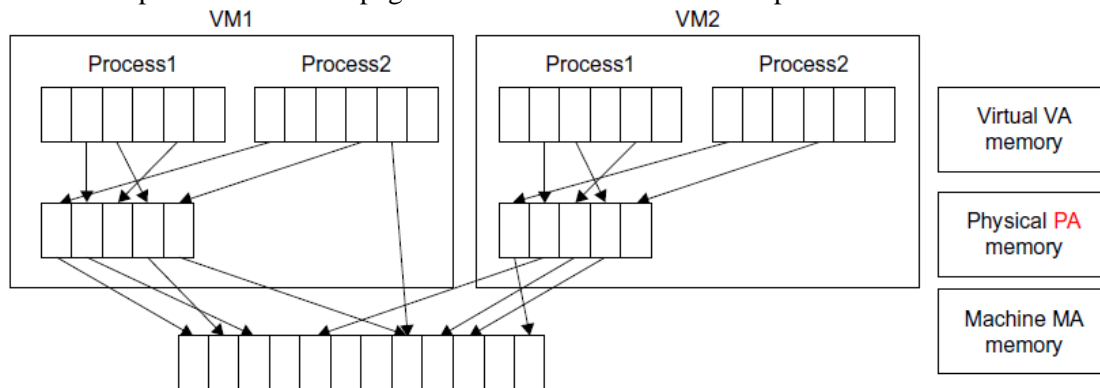 VM1 VM2
Process1 Process2 Process1 Process2
Virtual VA
memory
Physical PA
memory
Machine MA
memory